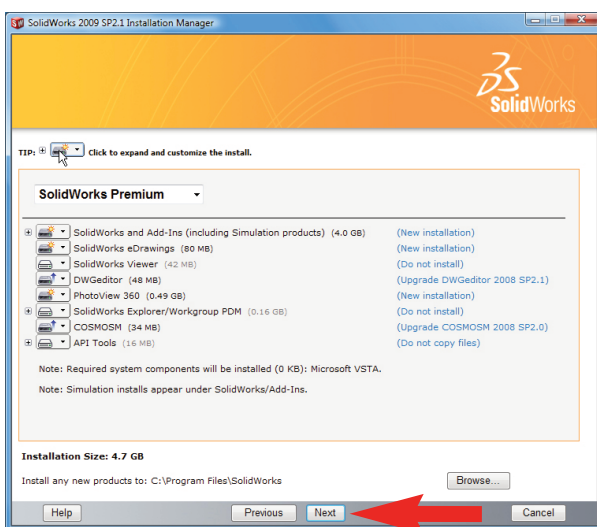 SolidWorks 2009 SP2.1 Installation Manager
SolidWorks
TIP: Click to expand and customize the install.
SolidWorks Premium
SolidWorks and Add-Ins (including Simulation products) (4.0 GB) (New installation)
SolidWorks eDrawings (80 MB) (New installation)
SolidWorks Viewer (42 MB) (Do not install)
DWGeditor (48 MB) (Upgrade DWGeditor 2008 SP2.1)
PhotoView 360 (0.49 GB) (New installation)
SolidWorks Explorer/Workgroup PDM (0.16 GB) (Do not install)
COSMOSM (34 MB) (Upgrade COSMOSM 2008 SP2.0)
API Tools (16 MB) (Do not copy files)
Note: Required system components will be installed (0 KB): Microsoft VSTA.
Note: Simulation installs appear under SolidWorks/Add-Ins.
Installation Size: 4.7 GB
Install any new products to: C:\Program Files\SolidWorks Browse...
Help Previous Next Cancel